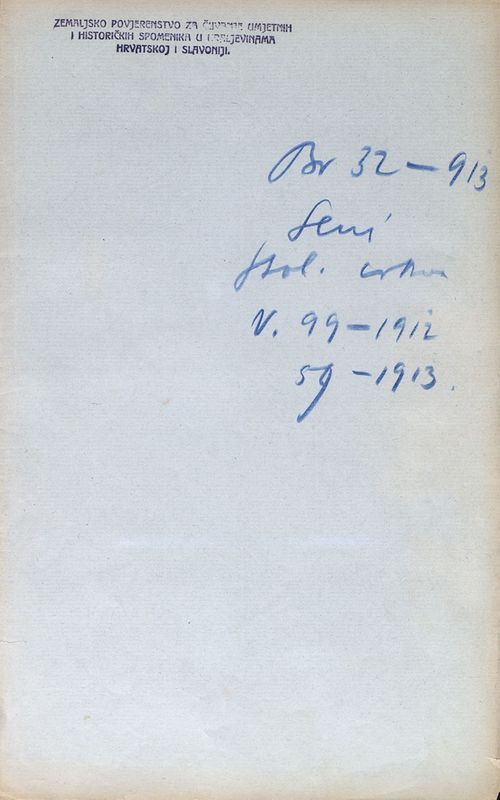 ZEMALJSKO POVJERENSTVO ZA ČUVANJE UMJETNIH
I HISTORIČKIH SPOMENIKA U KRALJEVINAMA
HRVATSKOJ I SLAVONIJI.
Br 32 – 913
Senj
Stol. crkva
V. 99 – 1912
59 – 1913.